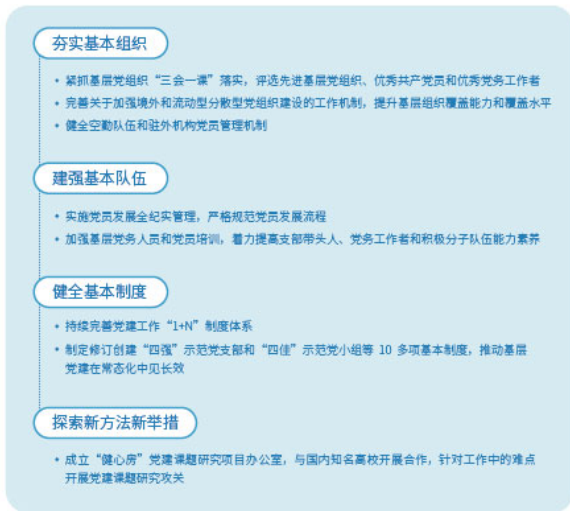 夯实基本组织
紧抓基层党组织“三会一课”落实，评选先进基层党组织、优秀共产党员和优秀党务工作者
完善关于加强境外和流动型分散型党组织建设的工作机制，提升基层组织覆盖能力和覆盖水平
健全空勤队伍和驻外机构党员管理机制
建强基本队伍
实施党员发展全纪实管理，严格规范党员发展流程
加强基层党务人员和党员培训，着力提高支部带头人、党务工作者和积极分子队伍能力素养
健全基本制度
持续完善党建工作“1+N”制度体系
制定修订创建“四强”示范党支部和“四佳”示范党小组等 10 多项基本制度，推动基层
党建在常态化中见长效
探索新方法新举措
成立“健心房”党建课题研究项目办公室，与国内知名高校开展合作，针对工作中的难点
开展党建课题研究攻关